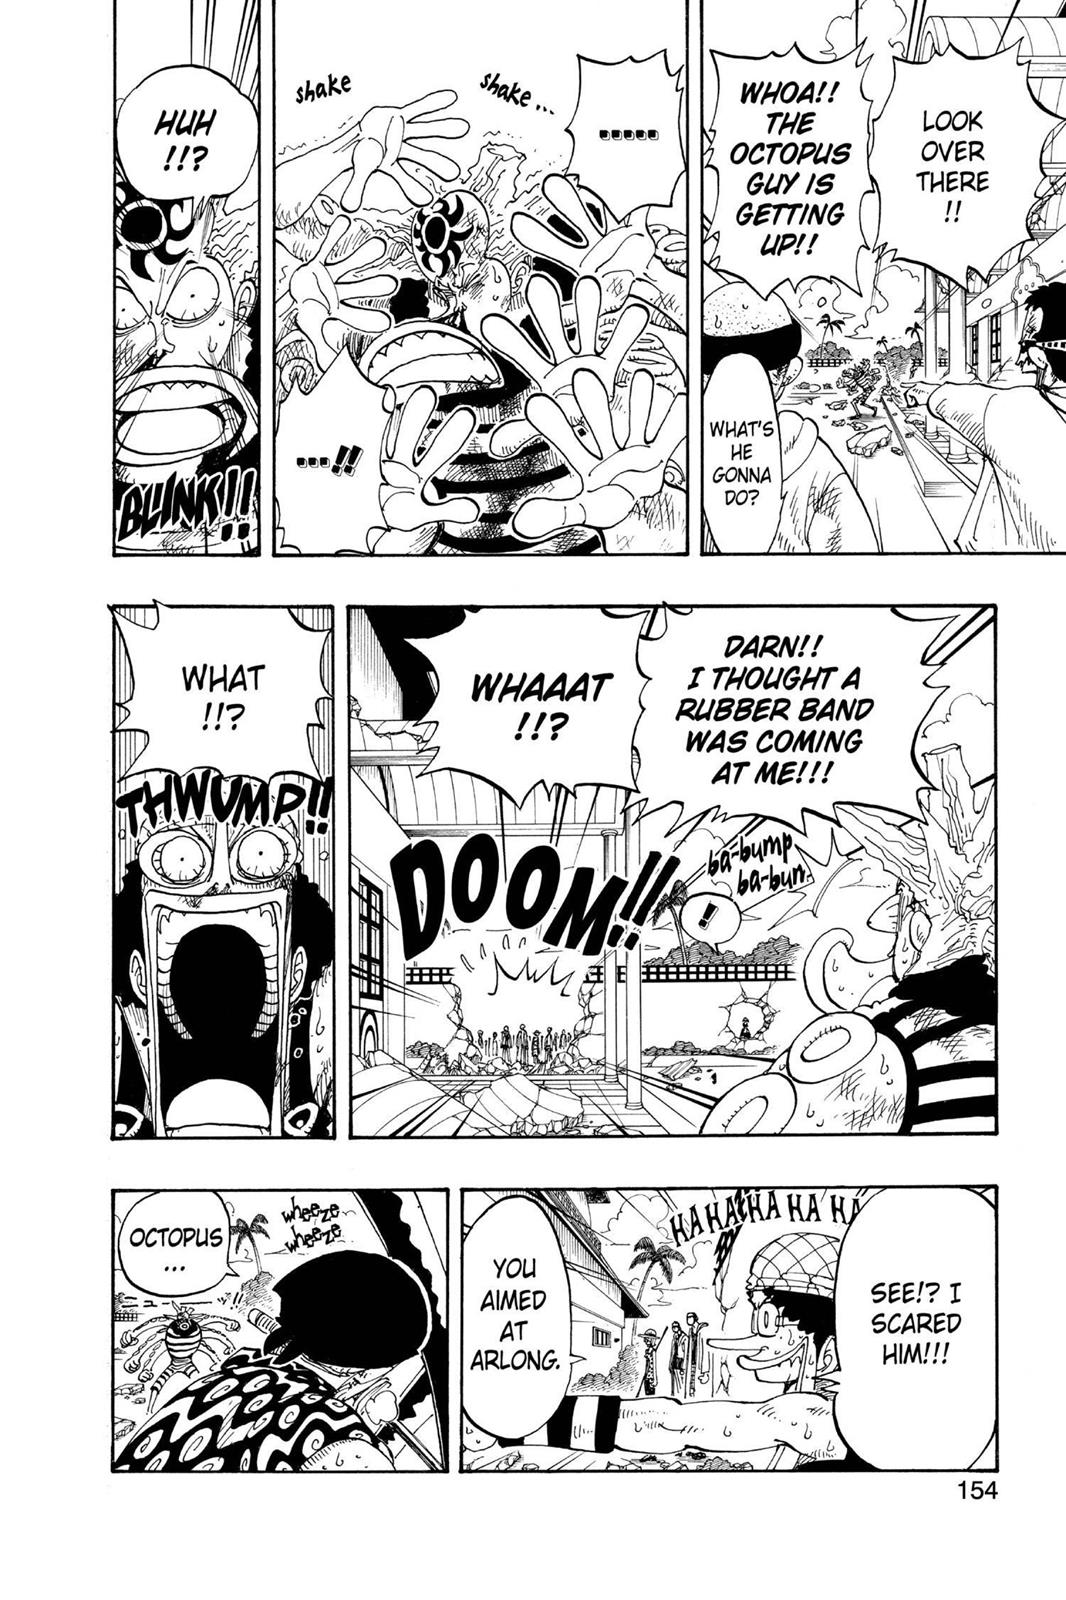 LOOK
OVER
THERE
!!
WHOA!!
THE
OCTOPUS
GUY IS
GETTING
UP!!
WHAT'S
HE
GONNA
DO?
......
shake...
shake
...!!
HUH
!!?
BLINK!!
DARN!!
I THOUGHT A
RUBBER BAND
WAS COMING
AT ME!!!
WHAAAT
!!?
ba-bump
ba-bun.
!
DOOM!!
WHAT
!!?
THWUMP!!
SEE!? I
SCARED
HIM!!!
HA HA HA HA HA
YOU
AIMED
AT
ARLONG.
wheeze
wheeze
OCTOPUS
...
154